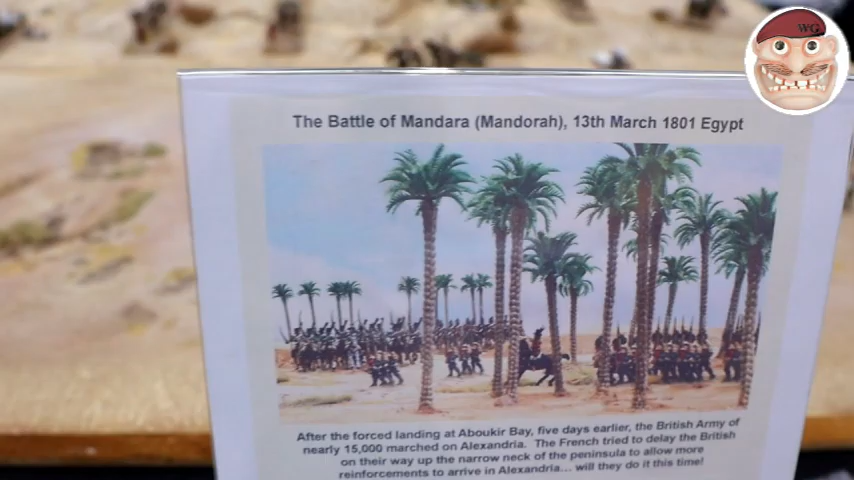 WG
The Battle of Mandara (Mandorah), 13th March 1801 Egypt
After the forced landing at Aboukir Bay, five days earlier, the British Army of
nearly 15,000 marched on Alexandria. The French tried to delay the British
on their way up the narrow neck of the peninsula to allow more
reinforcements to arrive in Alexandria... will they do it this time!